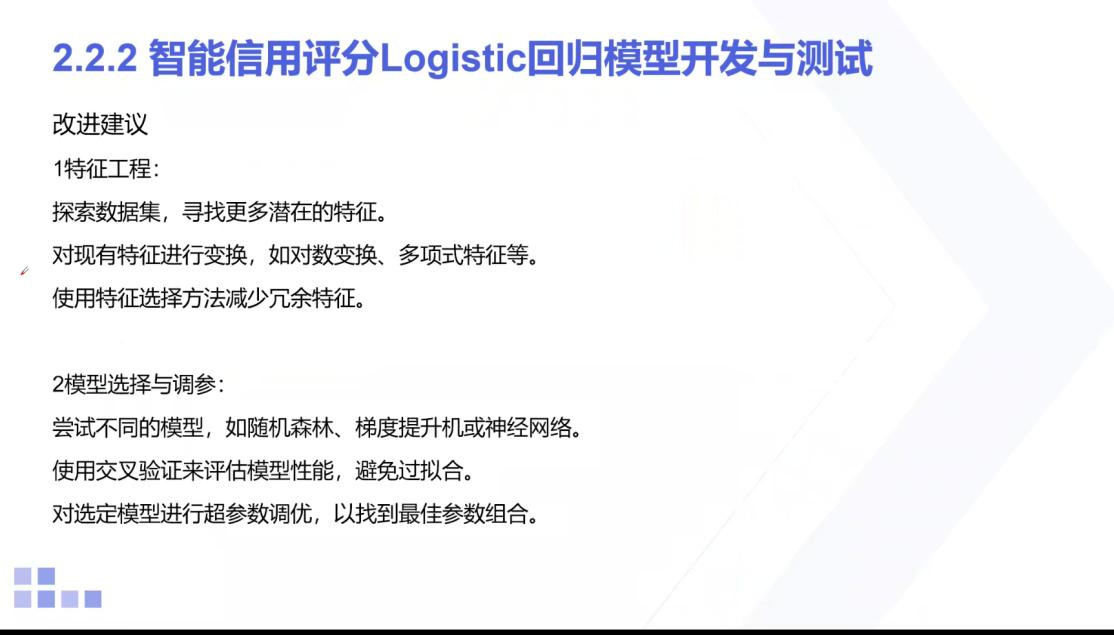 2.2.2 智能信用评分Logistic回归模型开发与测试
改进建议
1特征工程：
探索数据集，寻找更多潜在的特征。
对现有特征进行变换，如对数变换、多项式特征等。
使用特征选择方法减少冗余特征。
2模型选择与调参：
尝试不同的模型，如随机森林、梯度提升机或神经网络。
使用交叉验证来评估模型性能，避免过拟合。
对选定模型进行超参数调优，以找到最佳参数组合。